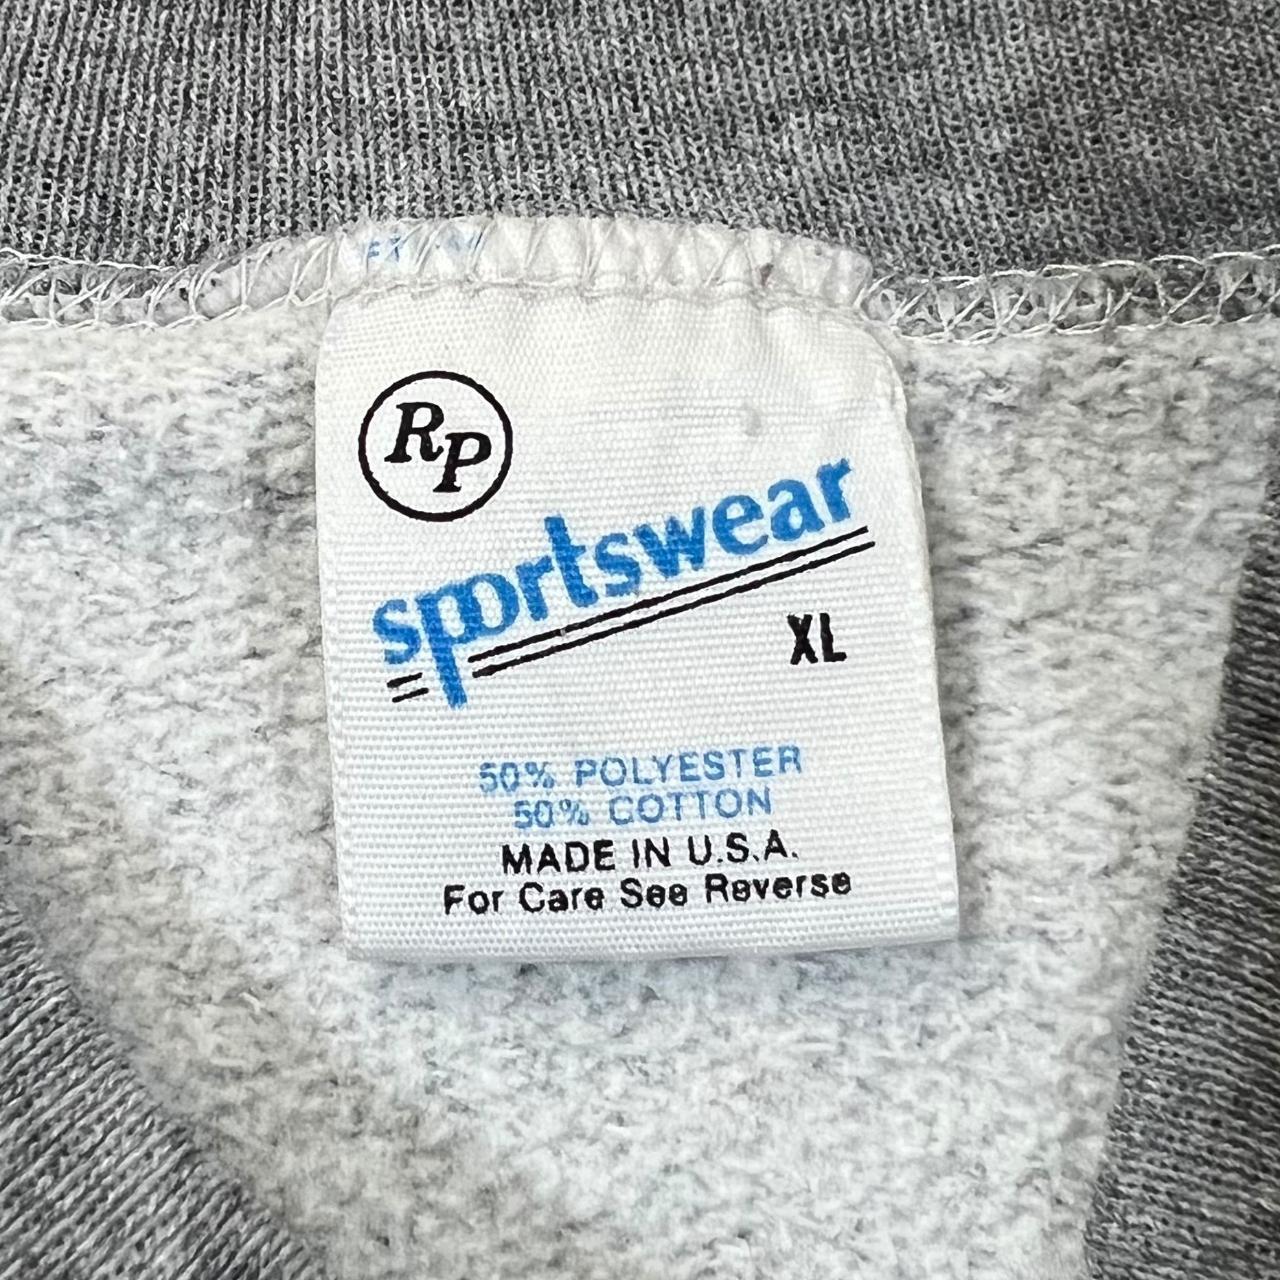 RP
sportswear
XL
50% POLYESTER
50% COTTON
MADE IN U.S.A.
For Care See Reverse